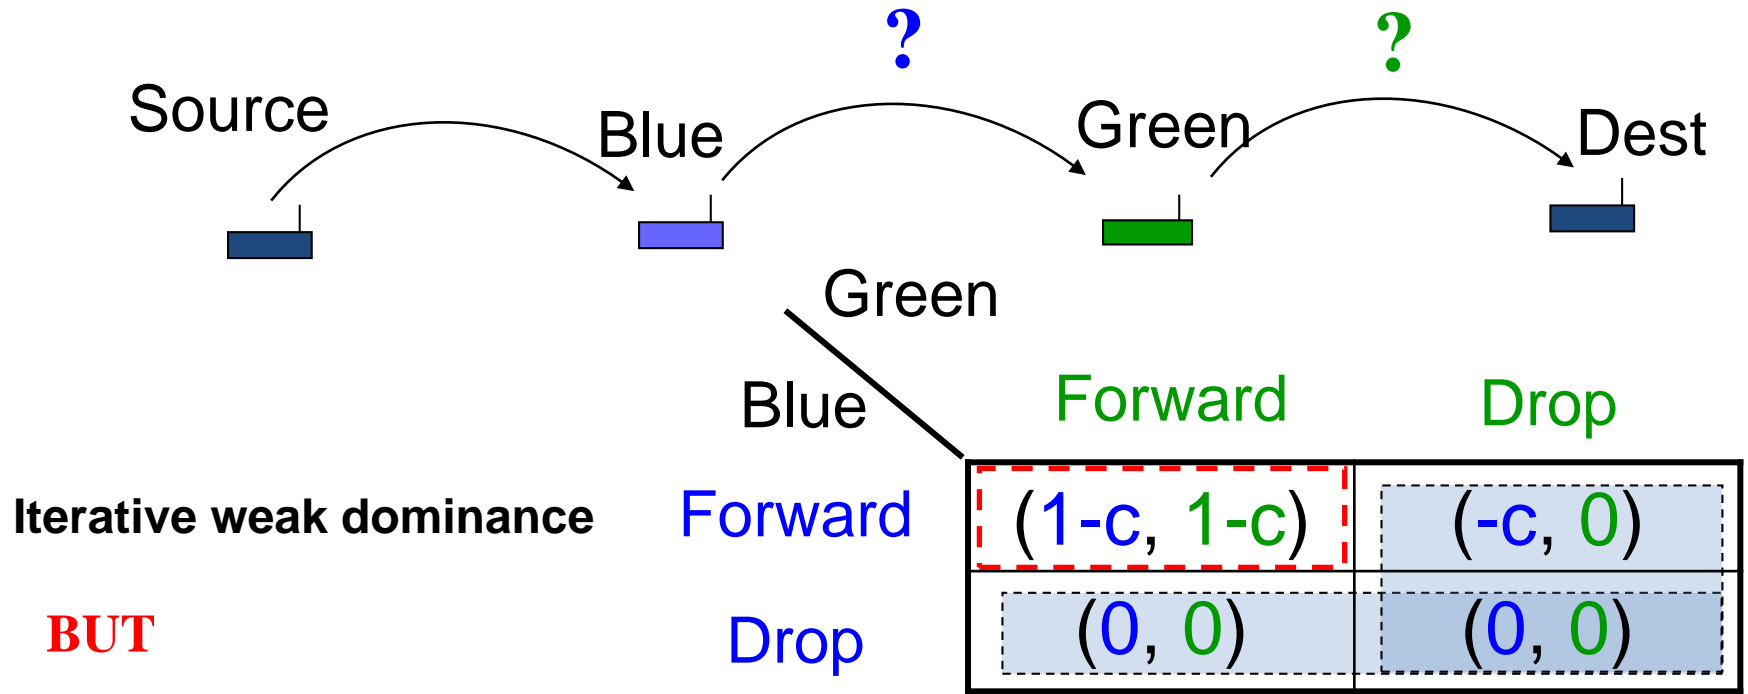 ? ?
Source Blue Green Dest
Green
Blue Forward Drop
Iterative weak dominance Forward (1-c, 1-c) (-c, 0)
BUT Drop (0, 0) (0, 0)